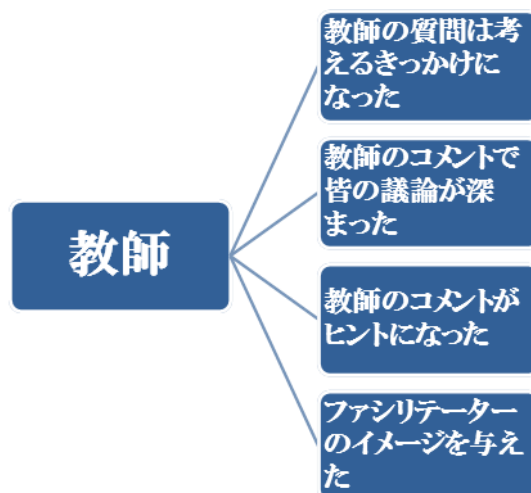 教師
教師の質問は考
えるきっかけに
なった
教師のコメントで
皆の議論が深
まった
教師のコメントが
ヒントになった
ファシリテーター
のイメージを与え
た